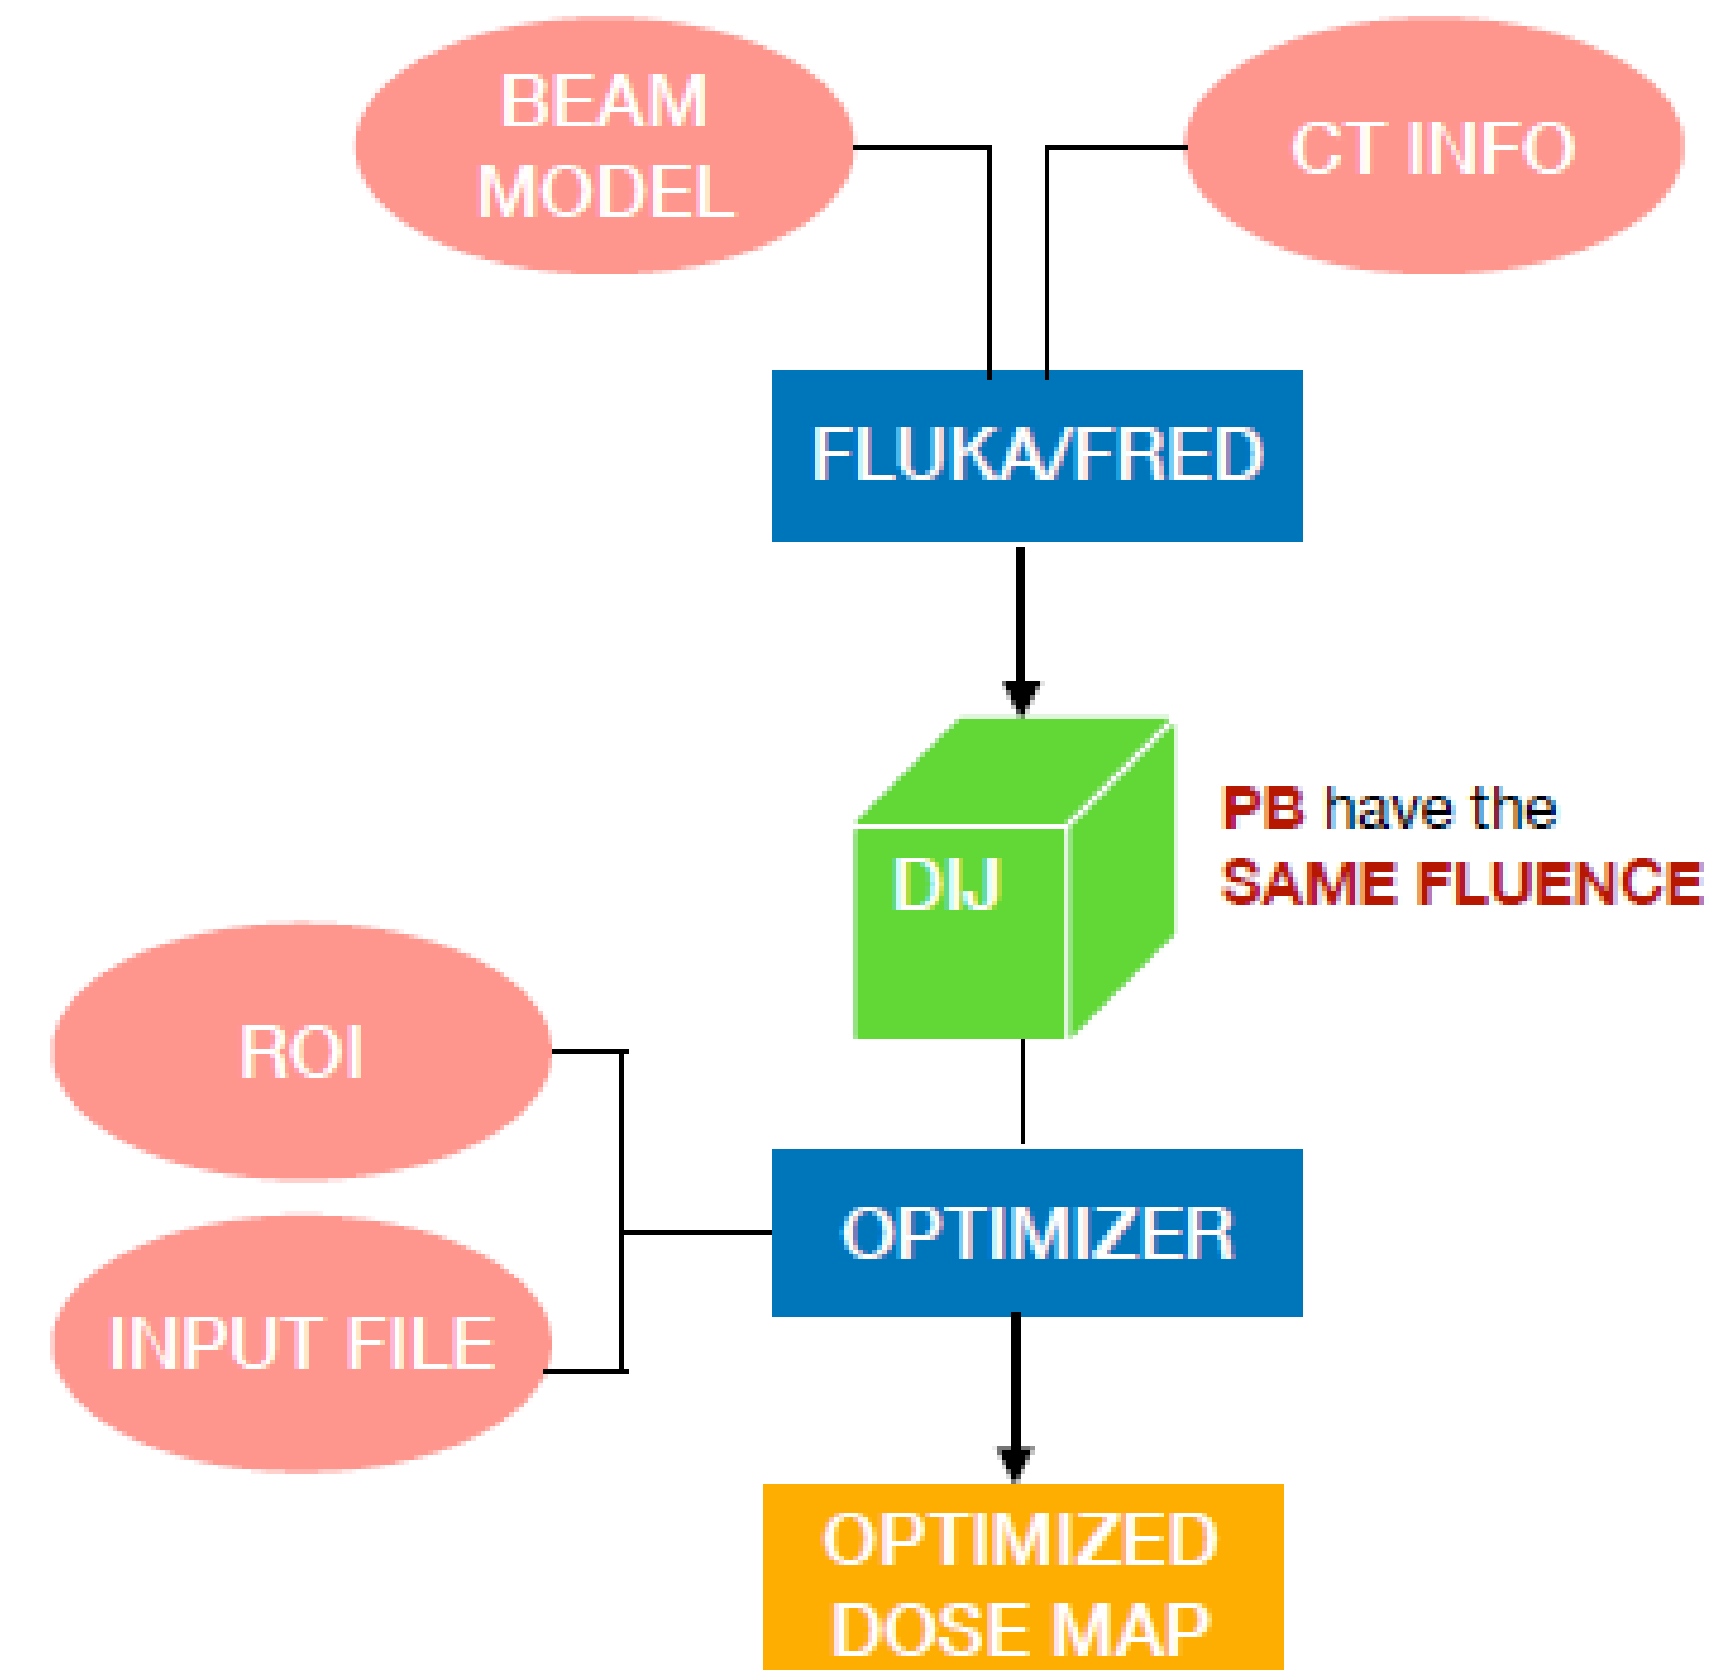 BEAM
MODEL
CT INFO
FLUKA/FRED
DIJ
PB have the
SAME FLUENCE
ROI
INPUT FILE
OPTIMIZER
OPTIMIZED
DOSE MAP